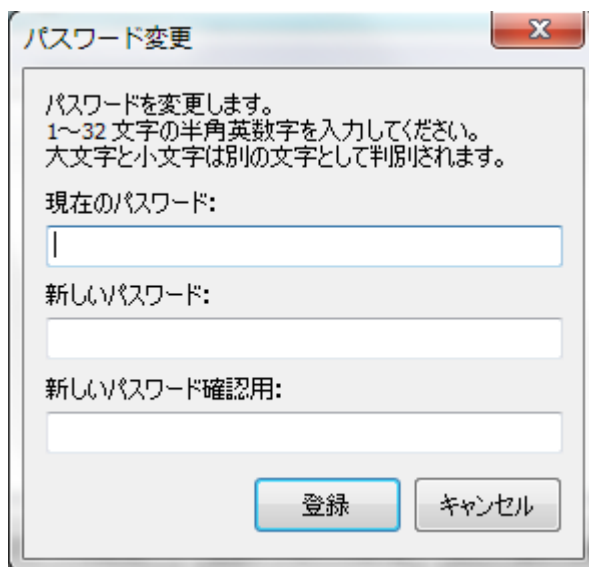 パスワード変更
パスワードを変更します。
1～32 文字の半角英数字を入力してください。
大文字と小文字は別の文字として判別されます。
現在のパスワード:
新しいパスワード:
新しいパスワード確認用:
登録
キャンセル